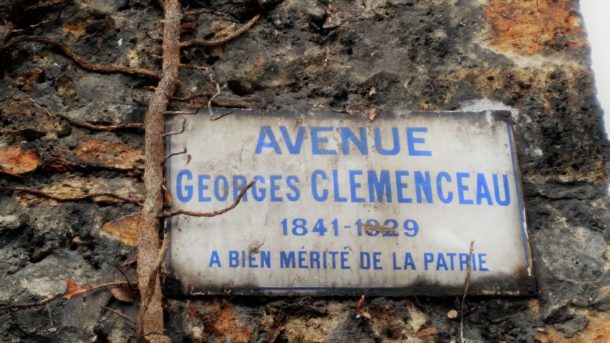 AVENUE
GEORGES CLEMENCEAU
1841-1929
A BIEN MÉRITÉ DE LA PATRIE